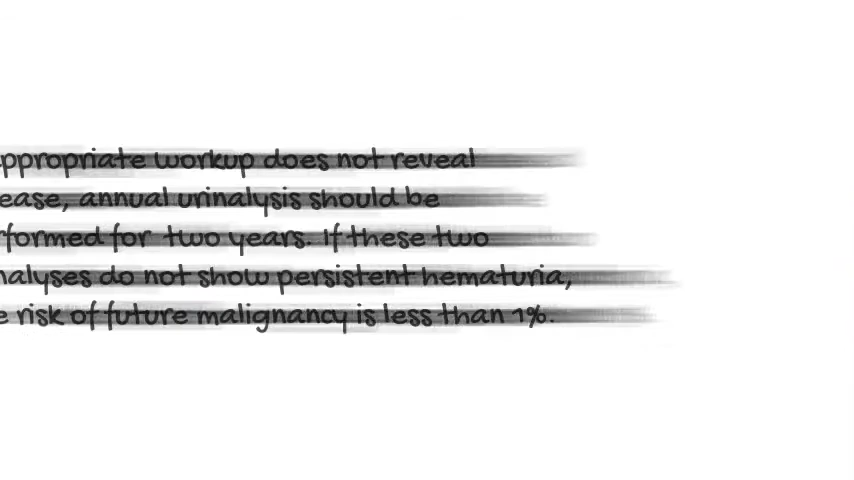 ppropriate workup does not reveal
ease, annual urinalysis should be
formed for two years. If these two
nalyses do not show persistent hematuria,
e risk of future malignancy is less than 1%.